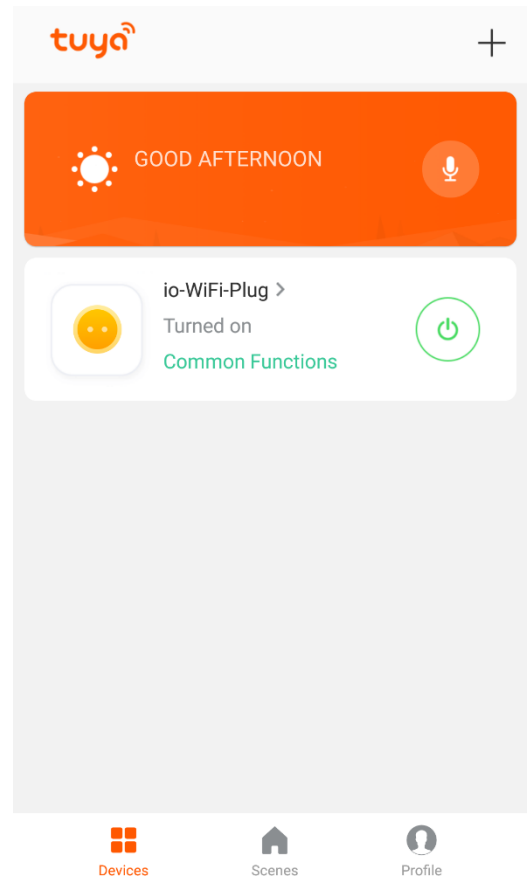 tuya
GOOD AFTERNOON
io-WiFi-Plug
Turned on
Common Functions
Devices
Scenes
Profile